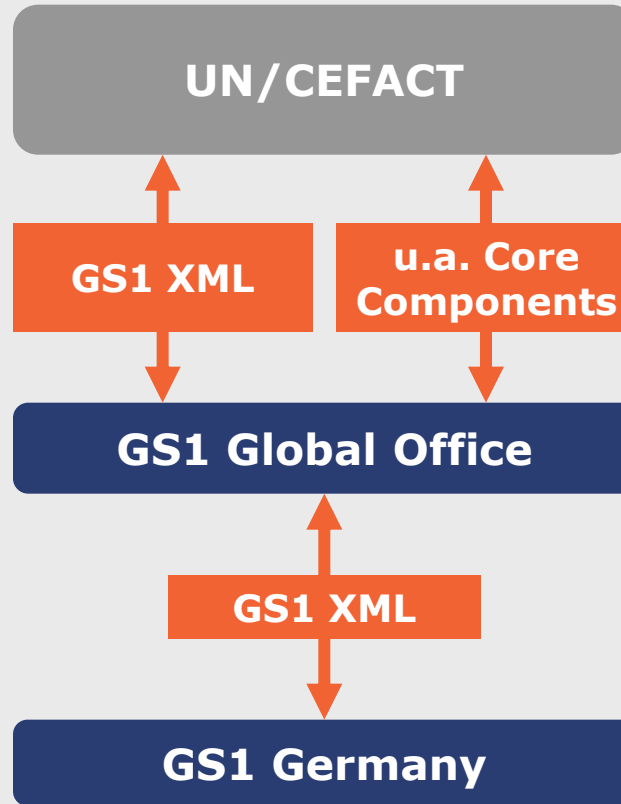 UN/CEFACT
GS1 XML
u.a. Core
Components
GS1 Global Office
GS1 XML
GS1 Germany